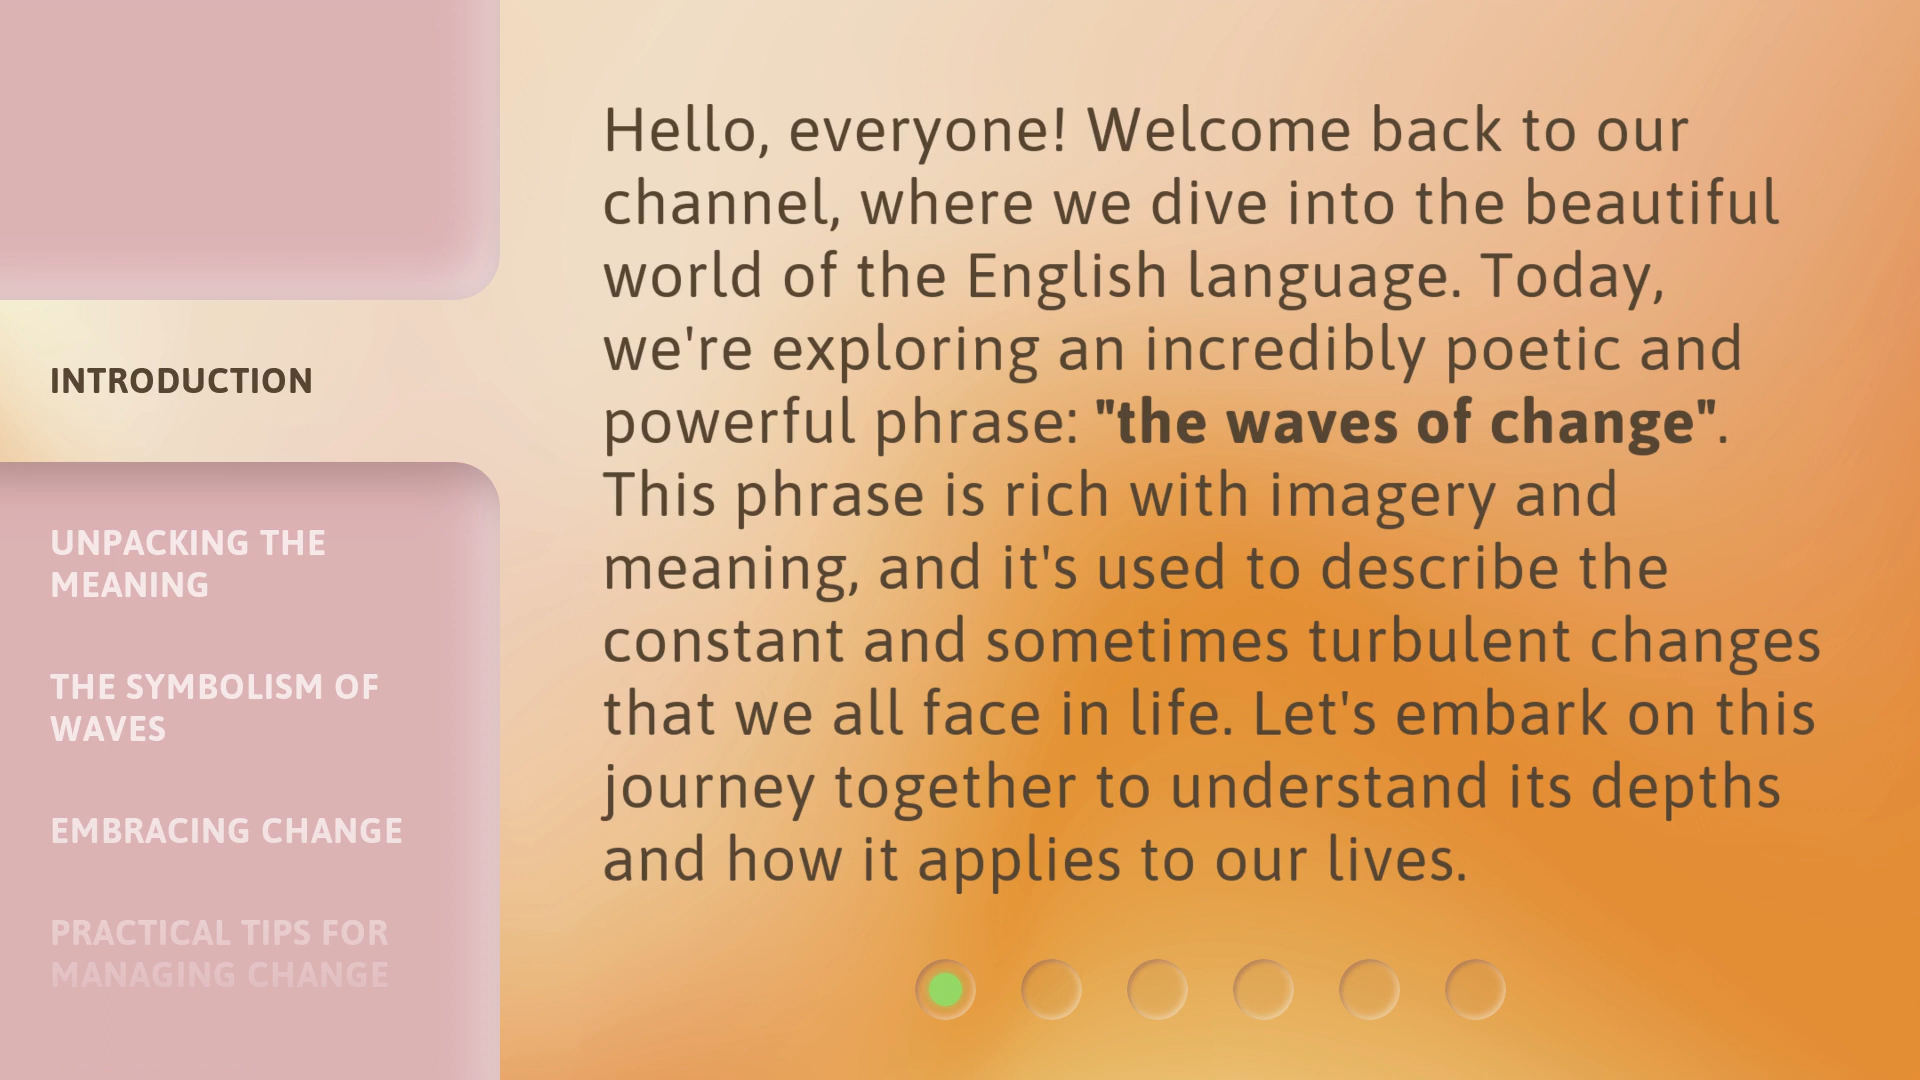 INTRODUCTION
UNPACKING THE
MEANING
THE SYMBOLISM OF
WAVES
EMBRACING CHANGE
PRACTICAL TIPS FOR
MANAGING CHANGE
Hello, everyone! Welcome back to our
channel, where we dive into the beautiful
world of the English language. Today,
we're exploring an incredibly poetic and
powerful phrase: "the waves of change".
This phrase is rich with imagery and
meaning, and it's used to describe the
constant and sometimes turbulent changes
that we all face in life. Let's embark on this
journey together to understand its depths
and how it applies to our lives.